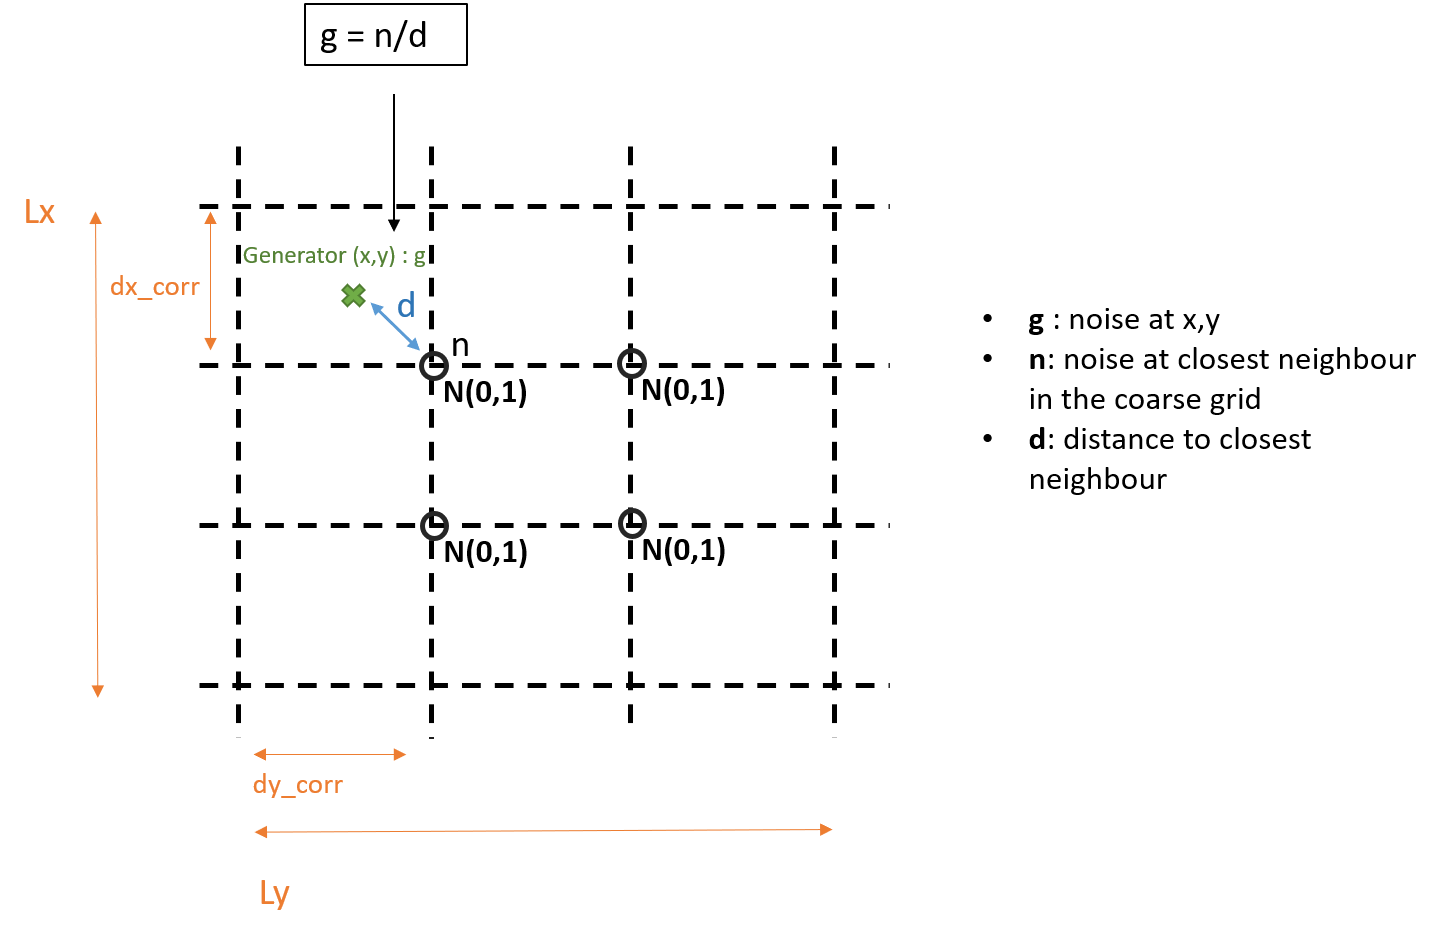 g = n/d
Lx
Generator (x,y) : g
dx_corr
d
n
N(0,1)
N(0,1)
N(0,1)
N(0,1)
dy_corr
Ly
• g : noise at x,y
• n: noise at closest neighbour
in the coarse grid
• d: distance to closest
neighbour